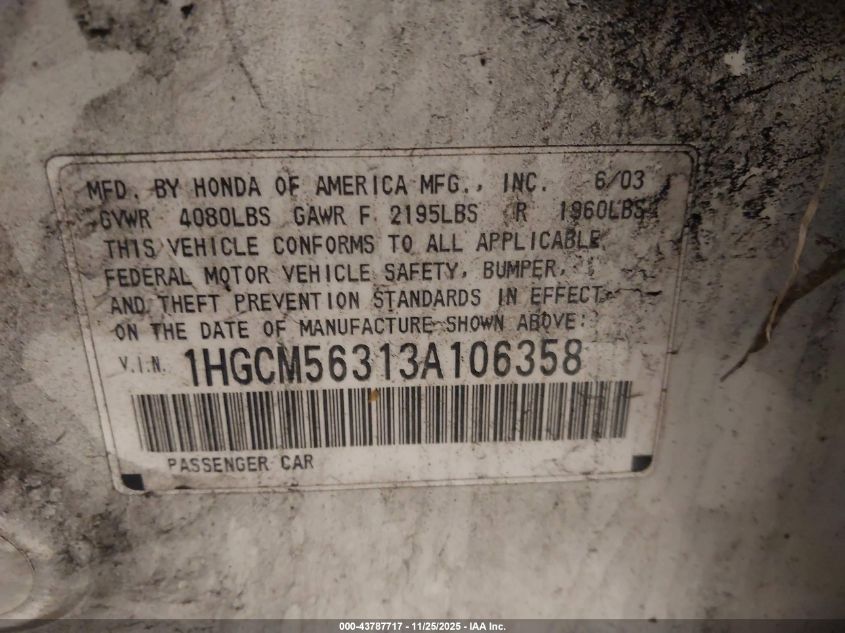 MFD. BY HONDA OF AMERICA MFG., INC. 6/03
GVWR 4080LBS GAWR F 2195LBS R 1960LBS
THIS VEHICLE CONFORMS TO ALL APPLICABLE
FEDERAL MOTOR VEHICLE SAFETY, BUMPER,
AND THEFT PREVENTION STANDARDS IN EFFECT
ON THE DATE OF MANUFACTURE SHOWN ABOVE:
V.I.N. 1HGCM56313A106358
PASSENGER CAR
000-43787717 - 11/25/2025 - IAA Inc.